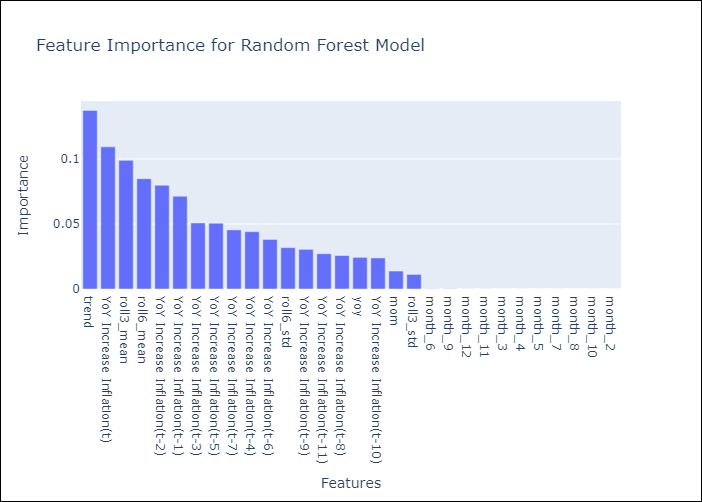 Feature Importance for Random Forest Model
Importance
0.1
0.05
0
trend
YoY Increase Inflation(t)
roll3_mean
roll6_mean
YoY Increase Inflation(t-2)
YoY Increase Inflation(t-1)
YoY Increase Inflation(t-3)
YoY Increase Inflation(t-5)
YoY Increase Inflation(t-7)
YoY Increase Inflation(t-4)
YoY Increase Inflation(t-6)
roll6_std
YoY Increase Inflation(t-9)
YoY Increase Inflation(t-11)
YoY Increase Inflation(t-8)
yoy
YoY Increase Inflation(t-10)
mom
roll3_std
month_6
month_9
month_12
month_11
month_3
month_4
month_5
month_7
month_8
month_10
month_2
Features